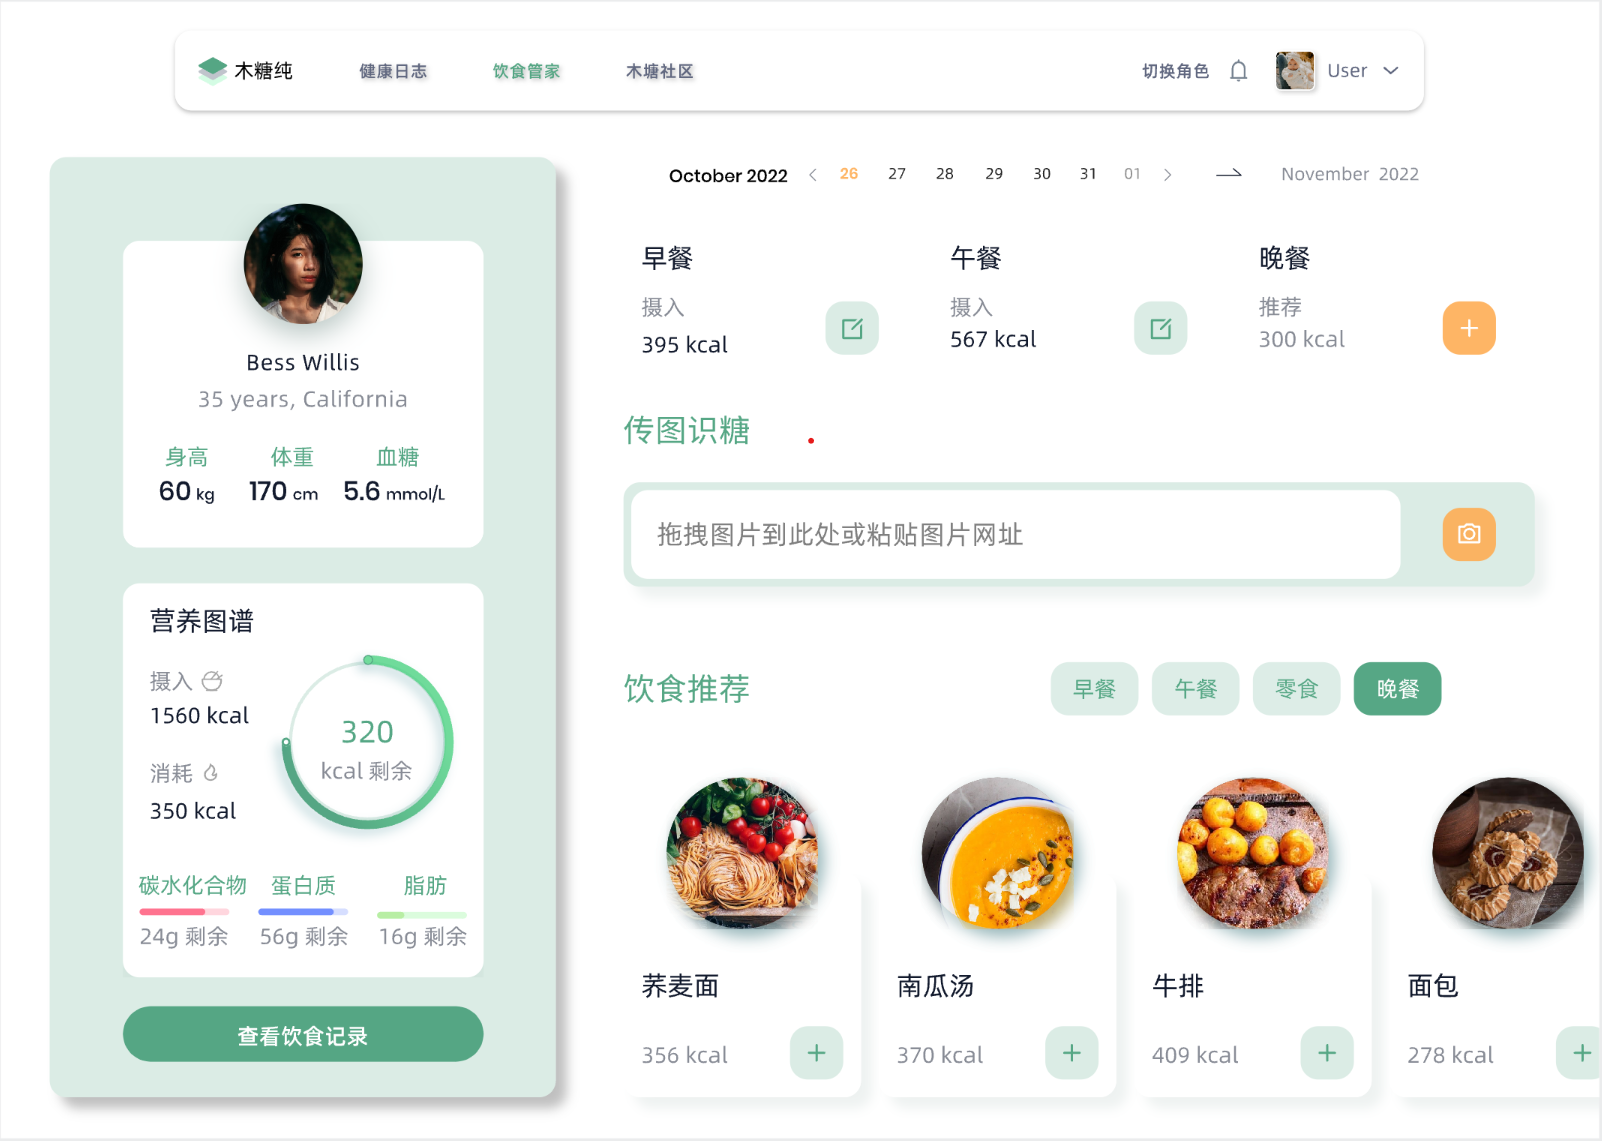 木糖纯 健康日志 饮食管家 木塘社区 切换角色 User
October 2022 26 27 28 29 30 31 01 November 2022
Bess Willis
35 years, California
身高 体重 血糖
60 kg 170 cm 5.6 mmol/L
营养图谱
摄入
1560 kcal
消耗
350 kcal
320
kcal 剩余
碳水化合物 蛋白质 脂肪
24g 剩余 56g 剩余 16g 剩余
查看饮食记录
早餐 午餐 晚餐
摄入 摄入 推荐
395 kcal 567 kcal 300 kcal
传图识糖
拖拽图片到此处或粘贴图片网址
饮食推荐 早餐 午餐 零食 晚餐
荞麦面 南瓜汤 牛排 面包
356 kcal 370 kcal 409 kcal 278 kcal